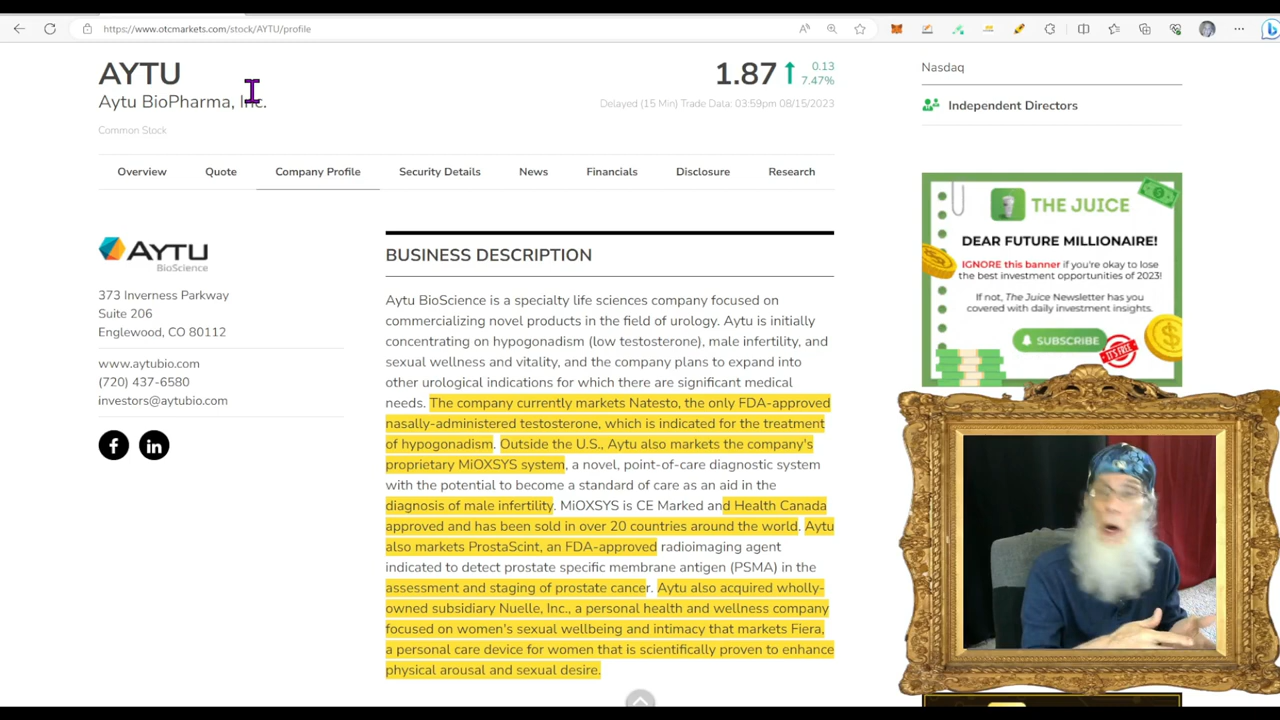 https://www.otcmarkets.com/stock/AYTU/profile
AYTU
Aytu BioPharma, Inc.
Common Stock
1.87
0.13
7.47%
Delayed (15 Min) Trade Data: 03:59pm 08/15/2023
Overview
Quote
Company Profile
Security Details
News
Financials
Disclosure
Research
AYTU
BioScience
373 Inverness Parkway
Suite 206
Englewood, CO 80112
www.aytubio.com
(720) 437-6580
investors@aytubio.com
BUSINESS DESCRIPTION
Aytu BioScience is a specialty life sciences company focused on
commercializing novel products in the field of urology. Aytu is initially
concentrating on hypogonadism (low testosterone), male infertility, and
sexual wellness and vitality, and the company plans to expand into
other urological indications for which there are significant medical
needs. The company currently markets Natesto, the only FDA-approved
nasally-administered testosterone, which is indicated for the treatment
of hypogonadism. Outside the U.S., Aytu also markets the company's
proprietary MiOXSYS system, a novel, point-of-care diagnostic system
with the potential to become a standard of care as an aid in the
diagnosis of male infertility. MiOXSYS is CE Marked and Health Canada
approved and has been sold in over 20 countries around the world. Aytu
also markets ProstaScint, an FDA-approved radioimaging agent
indicated to detect prostate specific membrane antigen (PSMA) in the
assessment and staging of prostate cancer. Aytu also acquired wholly-
owned subsidiary Nuelle, Inc., a personal health and wellness company
focused on women's sexual wellbeing and intimacy that markets Fiera,
a personal care device for women that is scientifically proven to enhance
physical arousal and sexual desire.
Nasdaq
Independent Directors
THE JUICE
DEAR FUTURE MILLIONAIRE!
IGNORE this banner if you're okay to lose
the best investment opportunities of 2023!
If not, The Juice Newsletter has you
covered with daily investment insights.
SUBSCRIBE
IT'S FREE